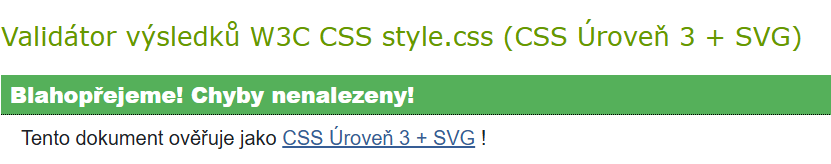 Validátor výsledků W3C CSS style.css (CSS Úroveň 3 + SVG)
Blahopřejeme! Chyby nenalezeny!
Tento dokument ověřuje jako CSS Úroveň 3 + SVG !